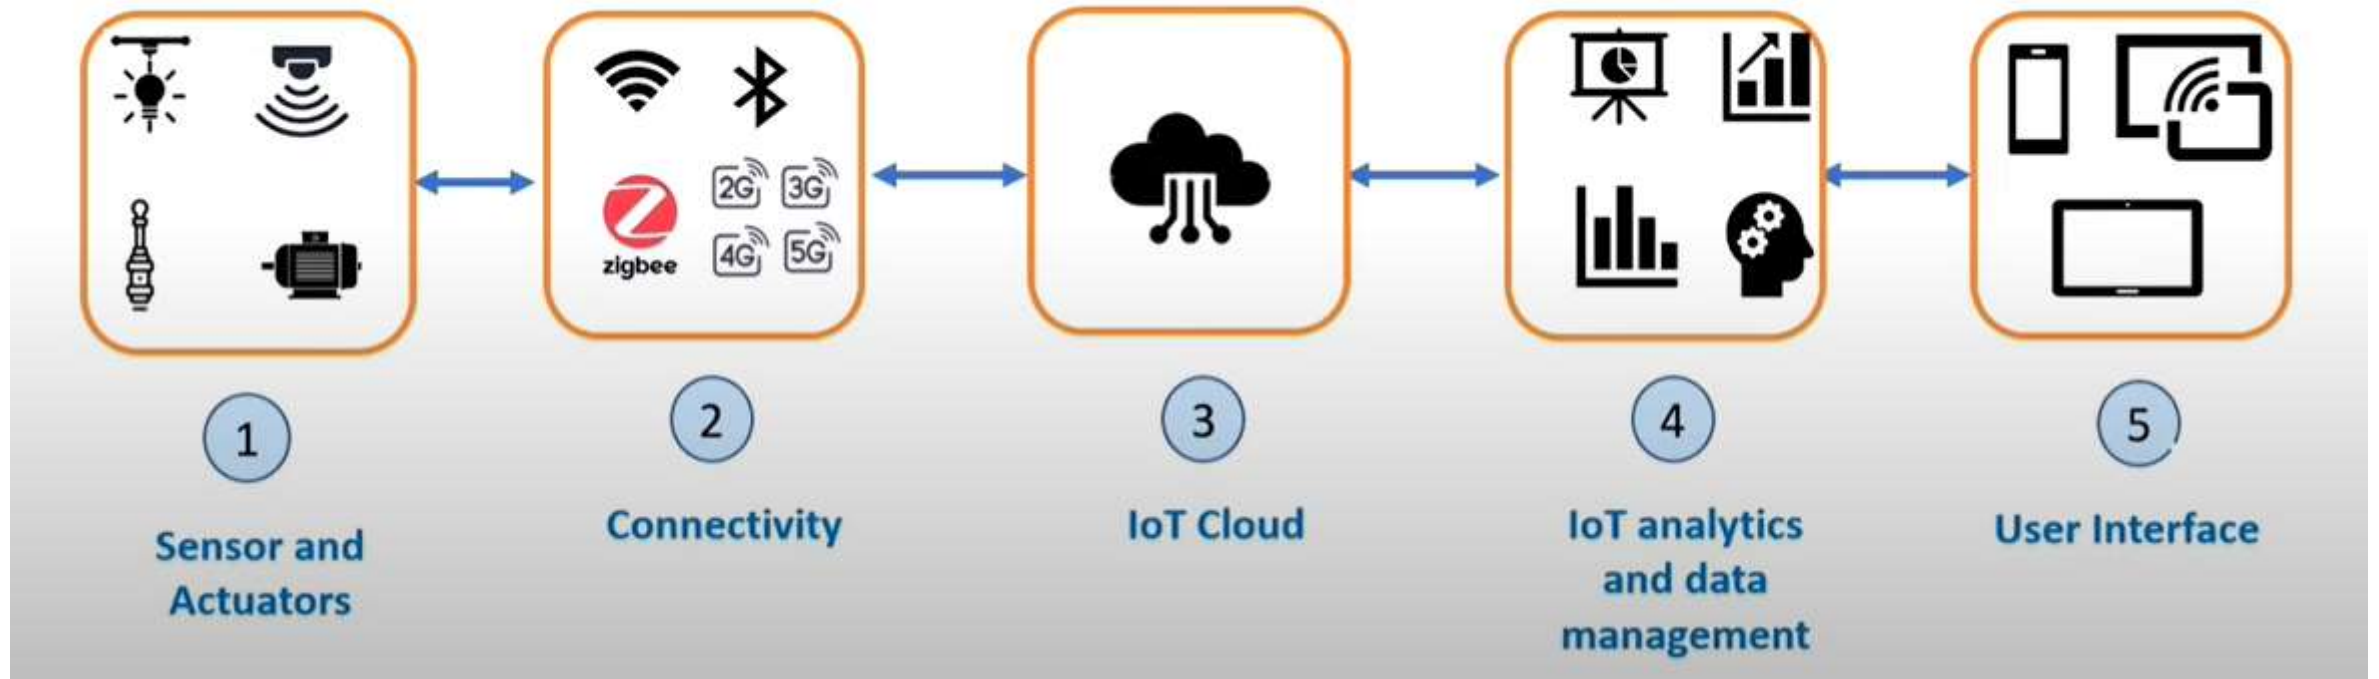 zigbee
2G
3G
4G
5G
1
2
3
4
5
Sensor and
Actuators
Connectivity
IoT Cloud
IoT analytics
and data
management
User Interface